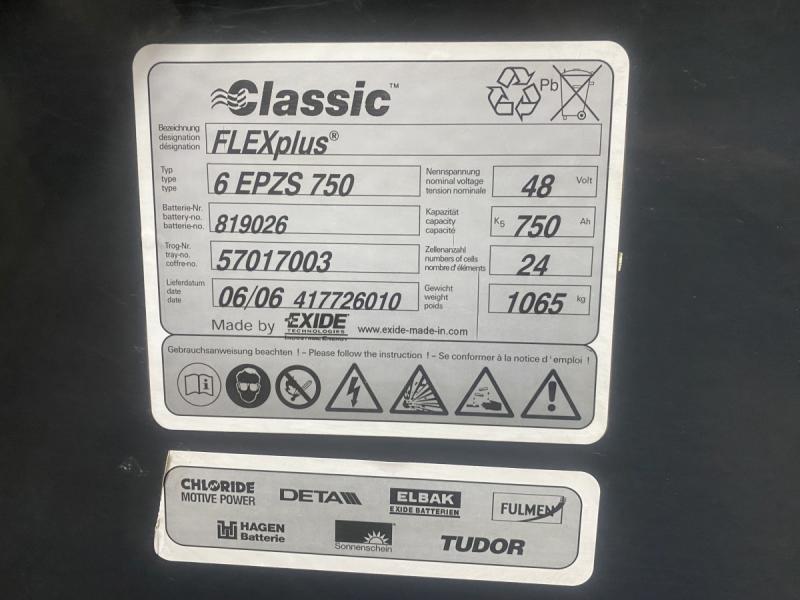 Classic™
Pb
Bezeichnung
designation
désignation
FLEXplus®
Typ
type
type
6 EPZS 750
Nennspannung
nominal voltage
tension nominale
48 Volt
Batterie-Nr.
battery-no.
batterie-no.
819026
Kapazität
capacity
capacité
K5 750 Ah
Trog-Nr.
tray-no.
coffre-no.
57017003
Zellenanzahl
numbers of cells
nombre d'éléments
24
Lieferdatum
date
date
06/06 417726010
Gewicht
weight
poids
1065 kg
Made by EXIDE
TECHNOLOGIES
INDUSTRIAL ENERGY
www.exide-made-in.com
Gebrauchsanweisung beachten ! – Please follow the instruction ! – Se conformer à la notice d'emploi !
CHLORIDE
MOTIVE POWER
DETA
ELBAK
EXIDE BATTERIEN
FULMEN
HAGEN
Batterie
Sonnenschein
TUDOR